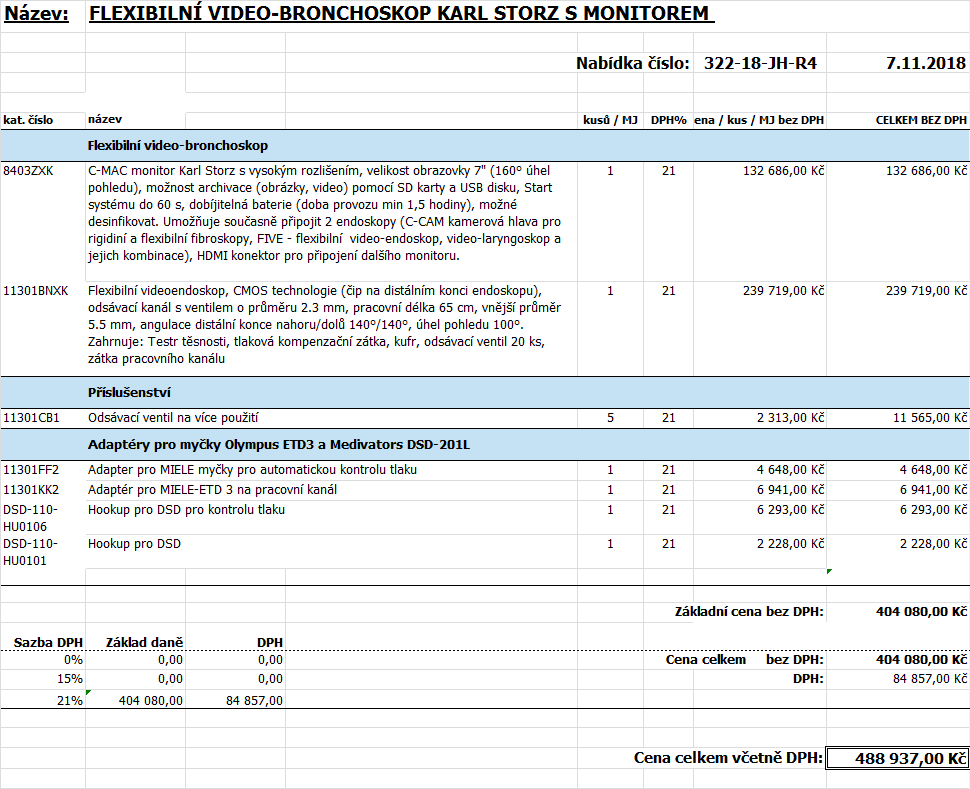 Název: FLEXIBILNÍ VIDEO-BRONCHOSKOP KARL STORZ S MONITOREM
Nabídka číslo: 322-18-JH-R4 7.11.2018
kat. číslo název kusů / MJ DPH% ena / kus / MJ bez DPH CELKEM BEZ DPH
Flexibilní video-bronchoskop
8403ZXK C-MAC monitor Karl Storz s vysokým rozlišením, velikost obrazovky 7" (160° úhel 1 21 132 686,00 Kč 132 686,00 Kč
pohledu), možnost archivace (obrázky, video) pomocí SD karty a USB disku, Start
systému do 60 s, dobíjitelná baterie (doba provozu min 1,5 hodiny), možné
desinfikovat. Umožňuje současně připojit 2 endoskopy (C-CAM kamerová hlava pro
rigidiní a flexibilní fibroskopy, FIVE - flexibilní video-endoskop, video-laryngoskop a
jejich kombinace), HDMI konektor pro připojení dalšího monitoru.
11301BNXK Flexibilní videoendoskop, CMOS technologie (čip na distálním konci endoskopu), 1 21 239 719,00 Kč 239 719,00 Kč
odsávací kanál s ventilem o průměru 2.3 mm, pracovní délka 65 cm, vnější průměr
5.5 mm, angulace distální konce nahoru/dolů 140°/140°, úhel pohledu 100°.
Zahrnuje: Testr těsnosti, tlaková kompenzační zátka, kufr, odsávací ventil 20 ks,
zátka pracovního kanálu
Příslušenství
11301CB1 Odsávací ventil na více použití 5 21 2 313,00 Kč 11 565,00 Kč
Adaptéry pro myčky Olympus ETD3 a Medivators DSD-201L
11301FF2 Adapter pro MIELE myčky pro automatickou kontrolu tlaku 1 21 4 648,00 Kč 4 648,00 Kč
11301KK2 Adaptér pro MIELE-ETD 3 na pracovní kanál 1 21 6 941,00 Kč 6 941,00 Kč
DSD-110- Hookup pro DSD pro kontrolu tlaku 1 21 6 293,00 Kč 6 293,00 Kč
HU0106
DSD-110- Hookup pro DSD 1 21 2 228,00 Kč 2 228,00 Kč
HU0101
Základní cena bez DPH: 404 080,00 Kč
Sazba DPH Základ daně DPH
0% 0,00 0,00 Cena celkem bez DPH: 404 080,00 Kč
15% 0,00 0,00 DPH: 84 857,00 Kč
21% 404 080,00 84 857,00
Cena celkem včetně DPH: 488 937,00 Kč